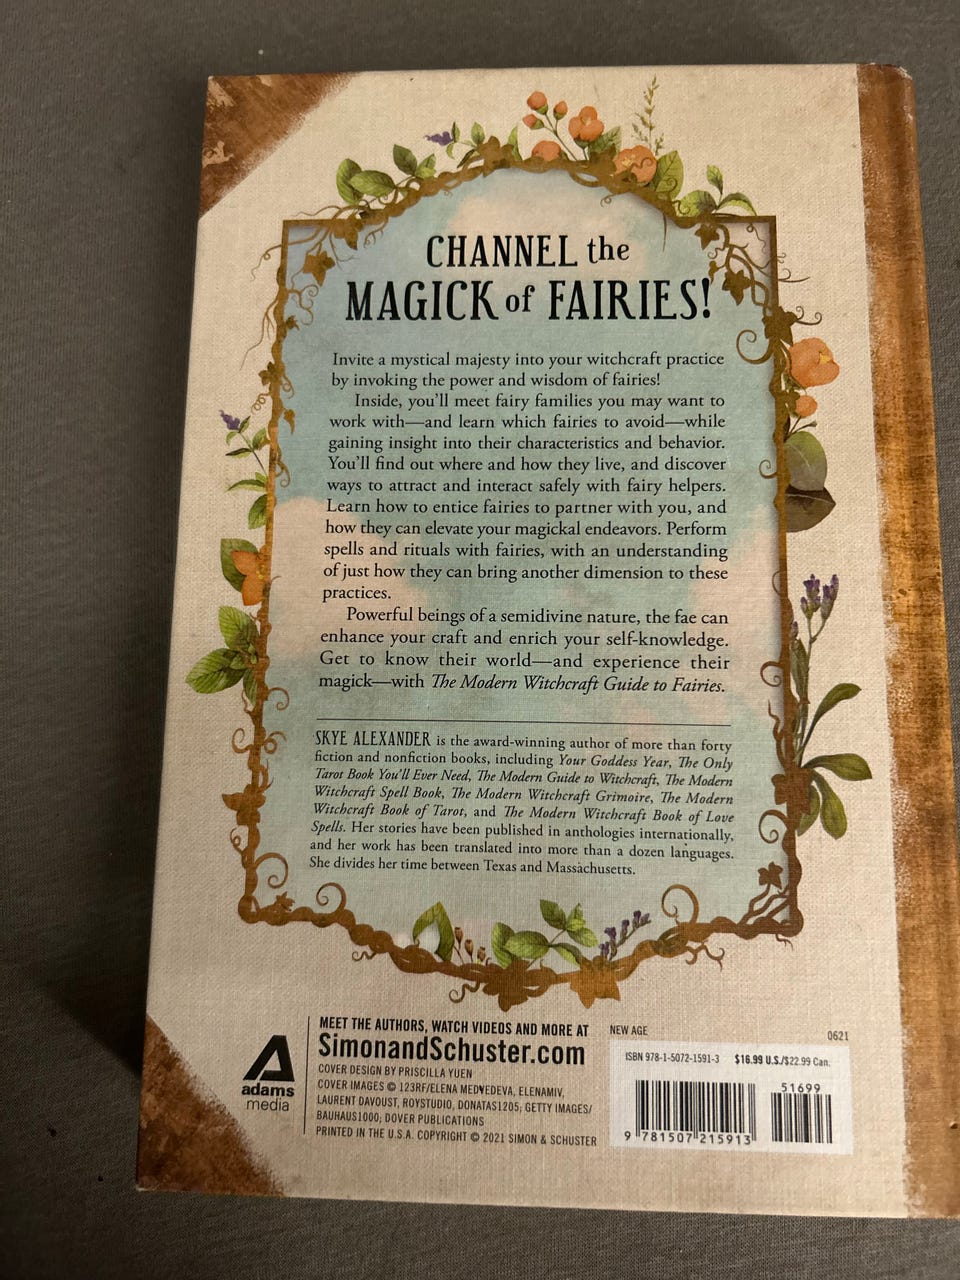 CHANNEL the
MAGICK of FAIRIES!
Invite a mystical majesty into your witchcraft practice
by invoking the power and wisdom of fairies!
Inside, you'll meet fairy families you may want to
work with—and learn which fairies to avoid—while
gaining insight into their characteristics and behavior.
You'll find out where and how they live, and discover
ways to attract and interact safely with fairy helpers.
Learn how to entice fairies to partner with you, and
how they can elevate your magickal endeavors. Perform
spells and rituals with fairies, with an understanding
of just how they can bring another dimension to these
practices.
Powerful beings of a semidivine nature, the fae can
enhance your craft and enrich your self-knowledge.
Get to know their world—and experience their
magick—with The Modern Witchcraft Guide to Fairies.
SKYE ALEXANDER is the award-winning author of more than forty
fiction and nonfiction books, including Your Goddess Year, The Only
Tarot Book You'll Ever Need, The Modern Guide to Witchcraft, The Modern
Witchcraft Spell Book, The Modern Witchcraft Grimoire, The Modern
Witchcraft Book of Tarot, and The Modern Witchcraft Book of Love
Spells. Her stories have been published in anthologies internationally,
and her work has been translated into more than a dozen languages.
She divides her time between Texas and Massachusetts.
adams
media
MEET THE AUTHORS, WATCH VIDEOS AND MORE AT
SimonandSchuster.com
COVER DESIGN BY PRISCILLA YUEN
COVER IMAGES © 123RF/ELENA MEDVEDEVA, ELENAMIV,
LAURENT DAVOUST, ROYSTUDIO, DONATAS1205; GETTY IMAGES/
BAUHAUS1000; DOVER PUBLICATIONS
PRINTED IN THE U.S.A. COPYRIGHT © 2021 SIMON & SCHUSTER
NEW AGE
0621
ISBN 978-1-5072-1591-3 $16.99 U.S./$22.99 Can.
51699
9 781507 215913